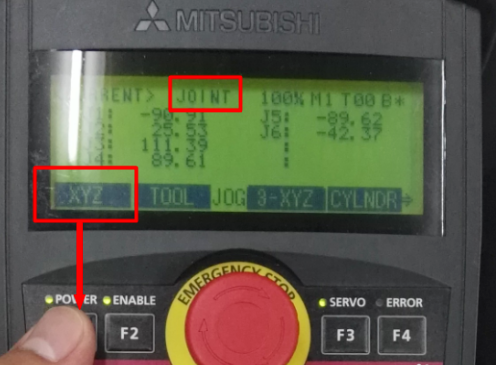 MITSUBISHI
RENT> JOINT 100% M1 T00 B*
-90.91 J5: -89.62
25.53 J6: -42.37
111.39 :
4: 89.61 :
XYZ TOOL JOG 3-XYZ CYLNDR⇒
EMERGENCY STOP
POWER ENABLE SERVO ERROR
F2 F3 F4